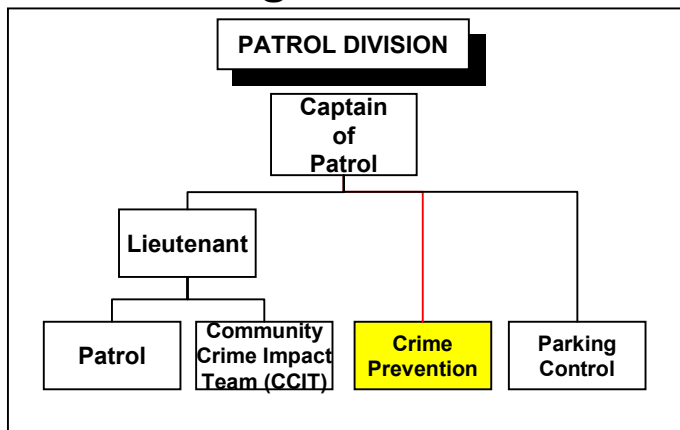 PATROL DIVISION
Captain
of
Patrol
Lieutenant
Patrol
Community
Crime Impact
Team (CCIT)
Crime
Prevention
Parking
Control